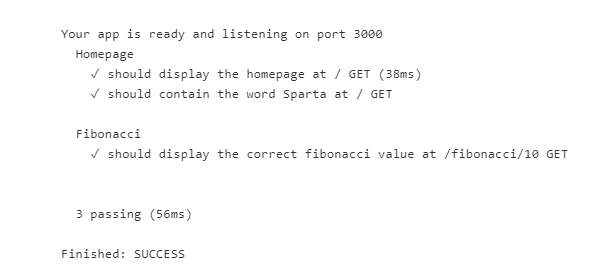 Your app is ready and listening on port 3000
Homepage
✓ should display the homepage at / GET (38ms)
✓ should contain the word Sparta at / GET
Fibonacci
✓ should display the correct fibonacci value at /fibonacci/10 GET
3 passing (56ms)
Finished: SUCCESS